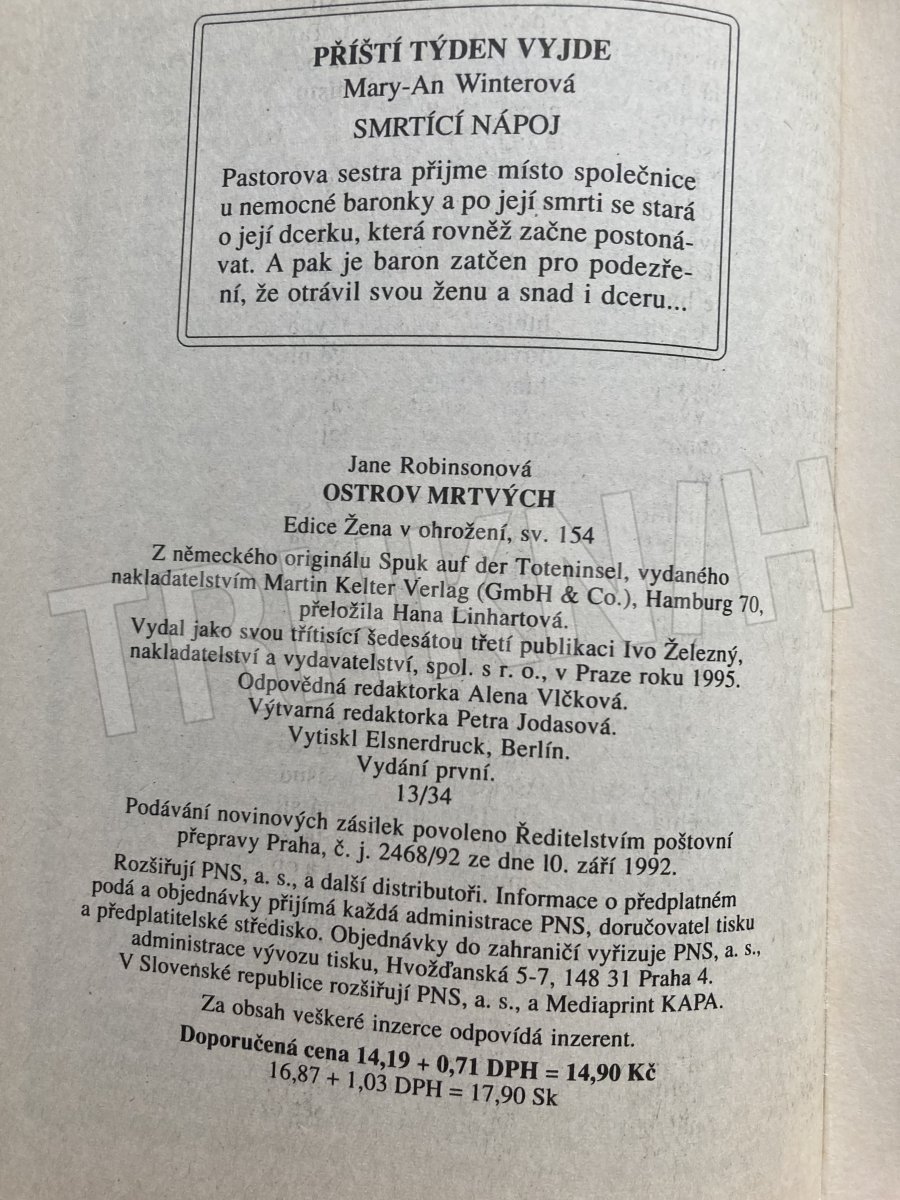 PŘÍŠTÍ TÝDEN VYJDE
Mary-An Winterová
SMRTÍCÍ NÁPOJ
Pastorova sestra přijme místo společnice
u nemocné baronky a po její smrti se stará
o její dcerku, která rovněž začne postoná-
vat. A pak je baron zatčen pro podezře-
ní, že otrávil svou ženu a snad i dceru...
Jane Robinsonová
OSTROV MRTVÝCH
Edice Žena v ohrožení, sv. 154
Z německého originálu Spuk auf der Toteninsel, vydaného
nakladatelstvím Martin Kelter Verlag (GmbH & Co.), Hamburg 70,
přeložila Hana Linhartová.
Vydal jako svou třítisící šedesátou třetí publikaci Ivo Železný,
nakladatelství a vydavatelství, spol. s r. o., v Praze roku 1995.
Odpovědná redaktorka Alena Vlčková.
Výtvarná redaktorka Petra Jodasová.
Vytiskl Elsnerdruck, Berlín.
Vydání první.
13/34
Podávání novinových zásilek povoleno Ředitelstvím poštovní
přepravy Praha, č. j. 2468/92 ze dne l0. září 1992.
Rozšiřují PNS, a. s., a další distributoři. Informace o předplatném
podá a objednávky přijímá každá administrace PNS, doručovatel tisku
a předplatitelské středisko. Objednávky do zahraničí vyřizuje PNS, a. s.,
administrace vývozu tisku, Hvožďanská 5-7, 148 31 Praha 4.
V Slovenské republice rozšiřují PNS, a. s., a Mediaprint KAPA.
Za obsah veškeré inzerce odpovídá inzerent.
Doporučená cena 14,19 + 0,71 DPH = 14,90 Kč
16,87 + 1,03 DPH = 17,90 Sk